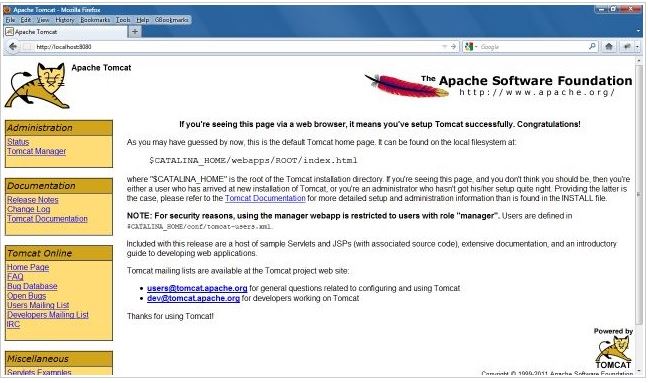 Apache Tomcat - Mozilla Firefox
File Edit View History Bookmarks Tools Help GBookmarks
Apache Tomcat
http://localhost:8080
Google
Apache Tomcat
The Apache Software Foundation
http://www.apache.org/
Administration
Status
Tomcat Manager
Documentation
Release Notes
Change Log
Tomcat Documentation
Tomcat Online
Home Page
FAQ
Bug Database
Open Bugs
Users Mailing List
Developers Mailing List
IRC
Miscellaneous
Servlets Examples
If you're seeing this page via a web browser, it means you've setup Tomcat successfully. Congratulations!
As you may have guessed by now, this is the default Tomcat home page. It can be found on the local filesystem at:
$CATALINA_HOME/webapps/ROOT/index.html
where "$CATALINA_HOME" is the root of the Tomcat installation directory. If you're seeing this page, and you don't think you should be, then you're
either a user who has arrived at new installation of Tomcat, or you're an administrator who hasn't got his/her setup quite right. Providing the latter is
the case, please refer to the Tomcat Documentation for more detailed setup and administration information than is found in the INSTALL file.
NOTE: For security reasons, using the manager webapp is restricted to users with role "manager". Users are defined in
$CATALINA_HOME/conf/tomcat-users.xml.
Included with this release are a host of sample Servlets and JSPs (with associated source code), extensive documentation, and an introductory
guide to developing web applications.
Tomcat mailing lists are available at the Tomcat project web site:
users@tomcat.apache.org for general questions related to configuring and using Tomcat
dev@tomcat.apache.org for developers working on Tomcat
Thanks for using Tomcat!
Powered by
TOMCAT
Copyright © 1999-2011 Apache Software Foundation